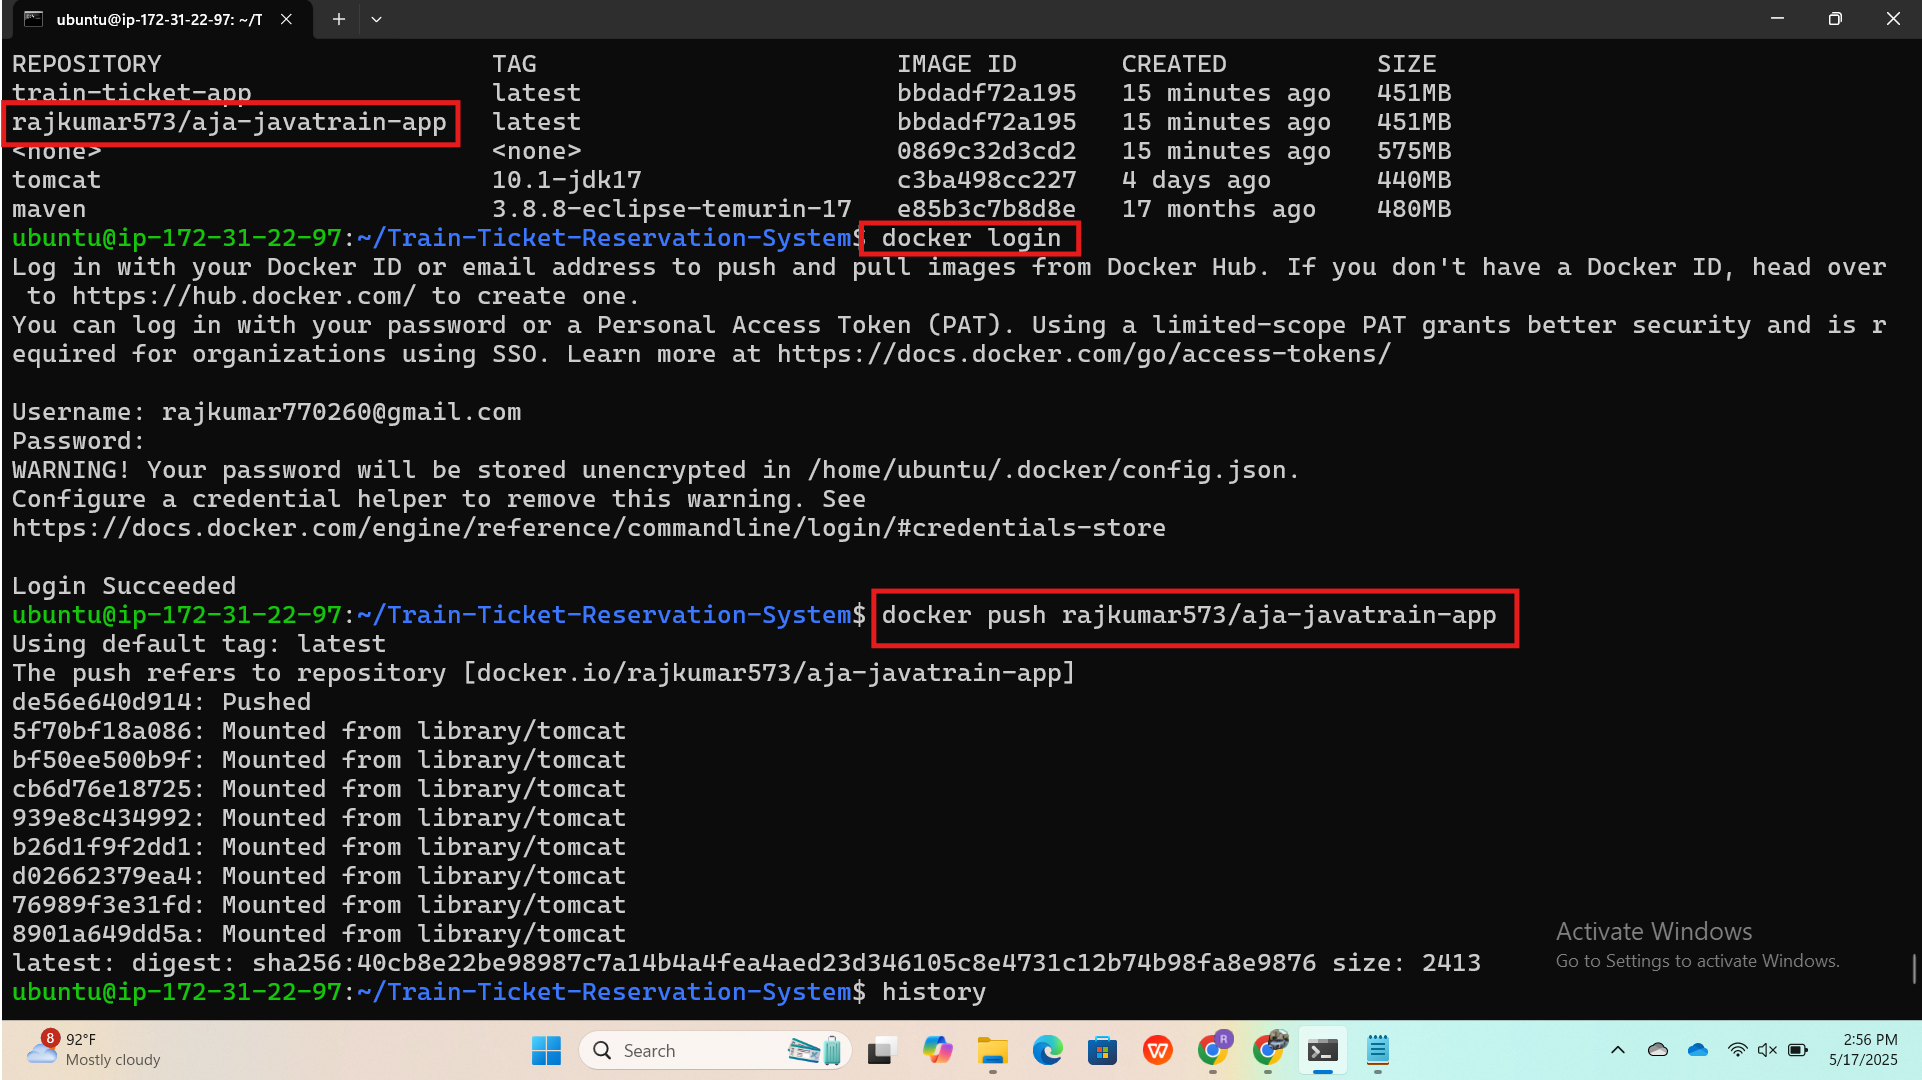 ubuntu@ip-172-31-22-97: ~/T
REPOSITORY TAG IMAGE ID CREATED SIZE
train-ticket-app latest bbdadf72a195 15 minutes ago 451MB
rajkumar573/aja-javatrain-app latest bbdadf72a195 15 minutes ago 451MB
<none> <none> 0869c32d3cd2 15 minutes ago 575MB
tomcat 10.1-jdk17 c3ba498cc227 4 days ago 440MB
maven 3.8.8-eclipse-temurin-17 e85b3c7b8d8e 17 months ago 480MB
ubuntu@ip-172-31-22-97:~/Train-Ticket-Reservation-System$ docker login
Log in with your Docker ID or email address to push and pull images from Docker Hub. If you don't have a Docker ID, head over
to https://hub.docker.com/ to create one.
You can log in with your password or a Personal Access Token (PAT). Using a limited-scope PAT grants better security and is r
equired for organizations using SSO. Learn more at https://docs.docker.com/go/access-tokens/
Username: rajkumar770260@gmail.com
Password:
WARNING! Your password will be stored unencrypted in /home/ubuntu/.docker/config.json.
Configure a credential helper to remove this warning. See
https://docs.docker.com/engine/reference/commandline/login/#credentials-store
Login Succeeded
ubuntu@ip-172-31-22-97:~/Train-Ticket-Reservation-System$ docker push rajkumar573/aja-javatrain-app
Using default tag: latest
The push refers to repository [docker.io/rajkumar573/aja-javatrain-app]
de56e640d914: Pushed
5f70bf18a086: Mounted from library/tomcat
bf50ee500b9f: Mounted from library/tomcat
cb6d76e18725: Mounted from library/tomcat
939e8c434992: Mounted from library/tomcat
b26d1f9f2dd1: Mounted from library/tomcat
d02662379ea4: Mounted from library/tomcat
76989f3e31fd: Mounted from library/tomcat
8901a649dd5a: Mounted from library/tomcat
latest: digest: sha256:40cb8e22be98987c7a14b4a4fea4aed23d346105c8e4731c12b74b98fa8e9876 size: 2413
ubuntu@ip-172-31-22-97:~/Train-Ticket-Reservation-System$ history
Activate Windows
Go to Settings to activate Windows.
8
92°F
Mostly cloudy
Search
R
2:56 PM
5/17/2025